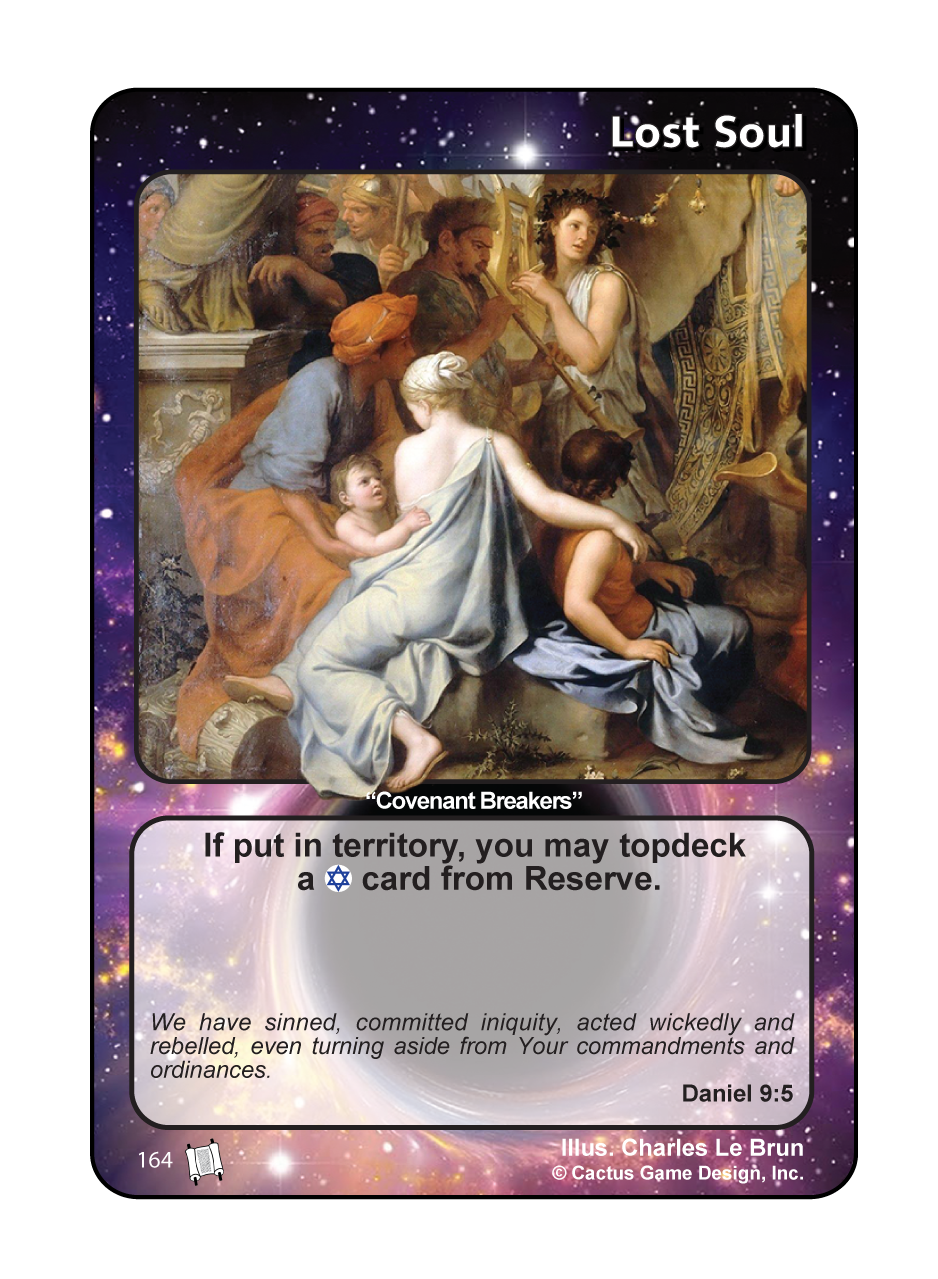 Lost Soul
“Covenant Breakers”
If put in territory, you may topdeck
a ✡ card from Reserve.
We have sinned, committed iniquity, acted wickedly and
rebelled, even turning aside from Your commandments and
ordinances.
Daniel 9:5
164
Illus. Charles Le Brun
© Cactus Game Design, Inc.